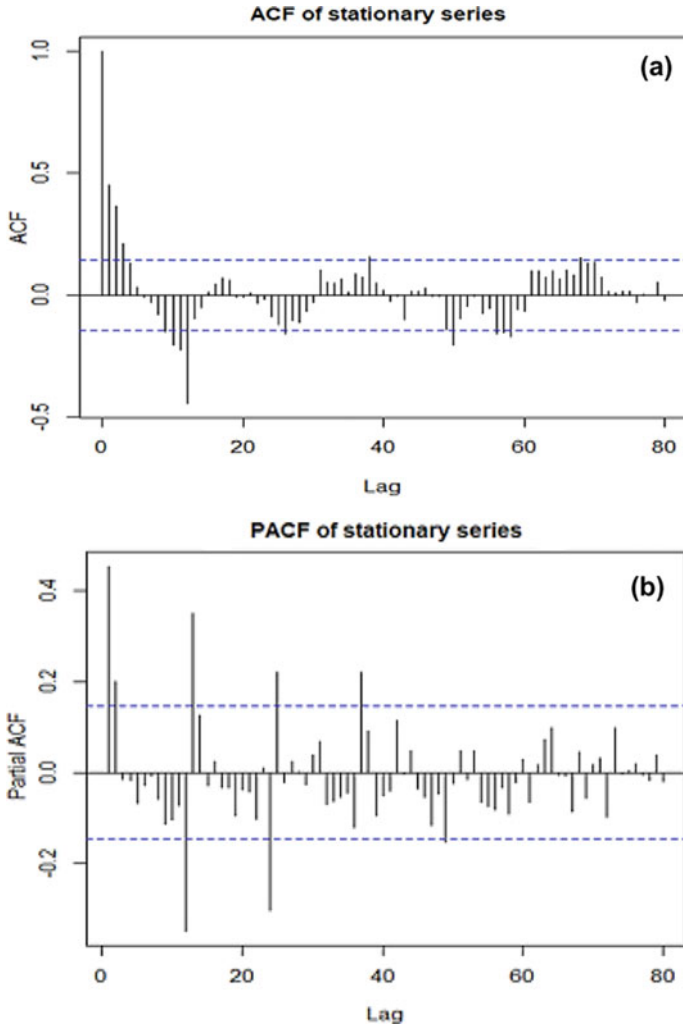 ACF of stationary series
(a)
1.0
0.5
0.0
-0.5
ACF
0 20 40 60 80
Lag
PACF of stationary series
(b)
0.4
0.2
0.0
-0.2
Partial ACF
0 20 40 60 80
Lag